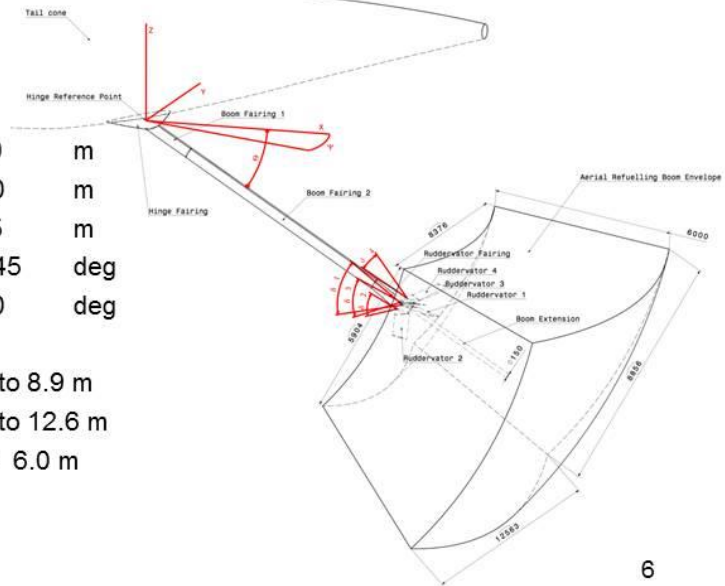 Tail cone
Z
Hinge Reference Point
Y
Boom Fairing 1
X
Ψ
θ
m
m
m
deg
deg
Hinge Fairing
Boom Fairing 2
Aerial Refuelling Boom Envelope
8376
6000
Ruddervator Fairing
Ruddervator 4
Ruddervator 3
Ruddervator 1
Boom Extension
5904
150
Ruddervator 2
8856
12563
to 8.9 m
to 12.6 m
6.0 m
6